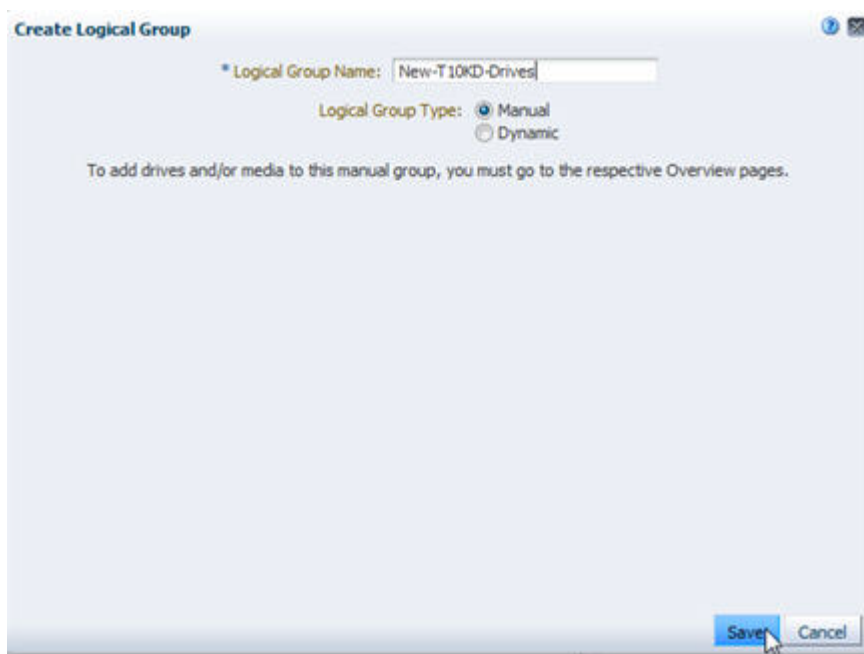 Create Logical Group
* Logical Group Name: New-T10KD-Drives
Logical Group Type: Manual
Dynamic
To add drives and/or media to this manual group, you must go to the respective Overview pages.
Save Cancel